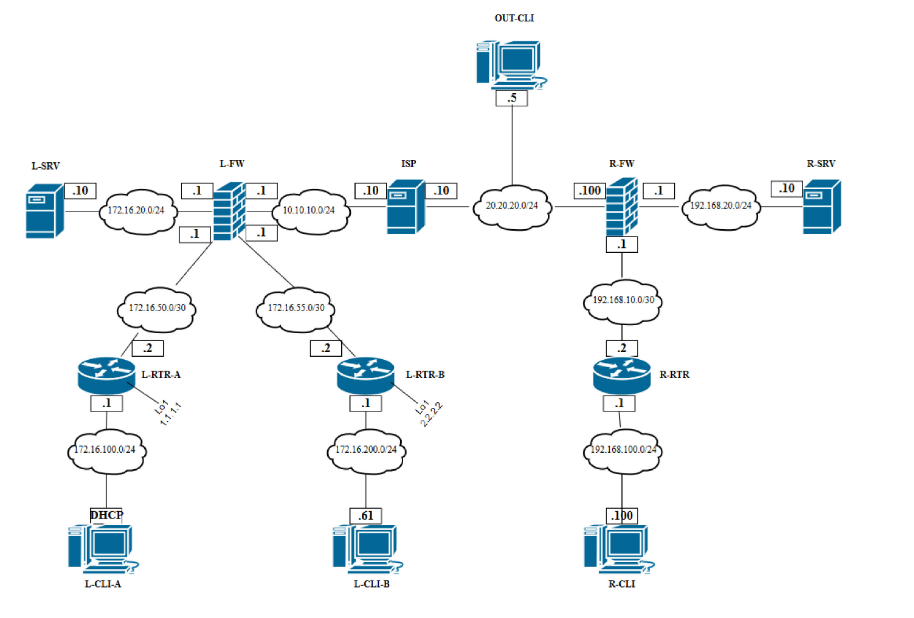 OUT-CLI
.5
L-SRV
L-FW
ISP
R-FW
R-SRV
.10
.1
.1
.10
.10
.100
.1
.10
172.16.20.0/24
10.10.10.0/24
20.20.20.0/24
192.168.20.0/24
.1
.1
.1
172.16.50.0/30
172.16.55.0/30
192.168.10.0/30
.2
.2
.2
L-RTR-A
L-RTR-B
R-RTR
Lo1
1.1.1.1
Lo1
2.2.2.2
.1
.1
.1
172.16.100.0/24
172.16.200.0/24
192.168.100.0/24
DHCP
.61
.100
L-CLI-A
L-CLI-B
R-CLI